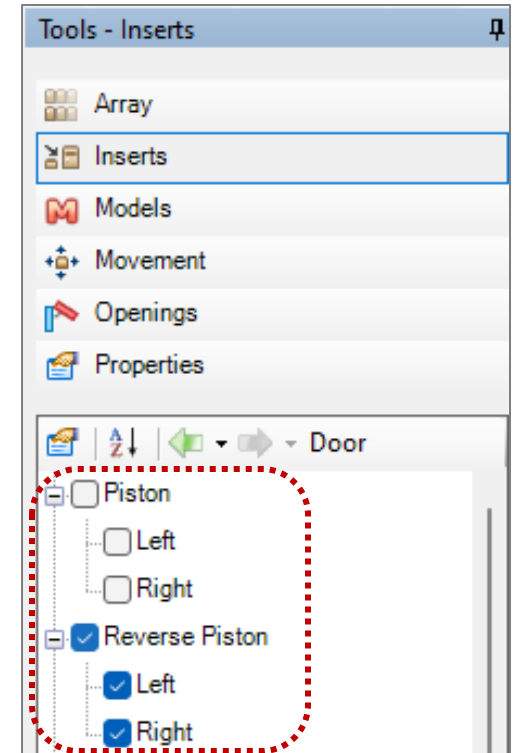 Tools - Inserts
Array
Inserts
Models
Movement
Openings
Properties
Door
Piston
Left
Right
Reverse Piston
Left
Right